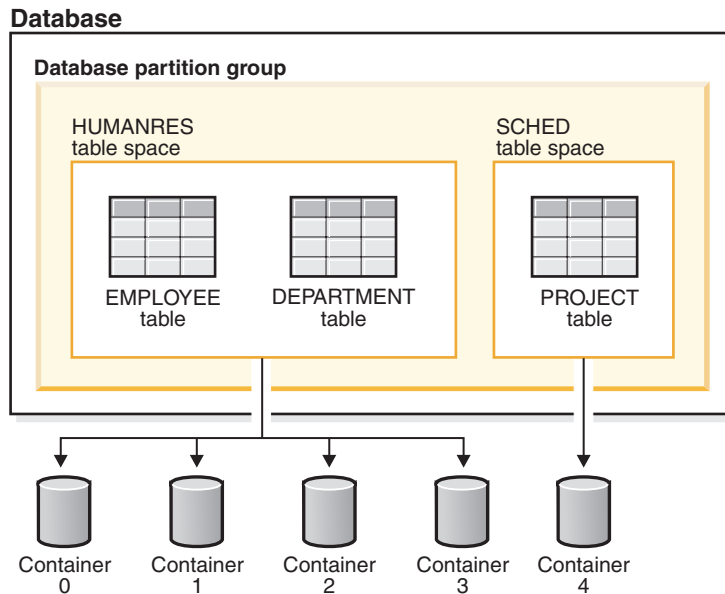 Database
Database partition group
HUMANRES
table space
SCHED
table space
EMPLOYEE
table
DEPARTMENT
table
PROJECT
table
Container
0
Container
1
Container
2
Container
3
Container
4